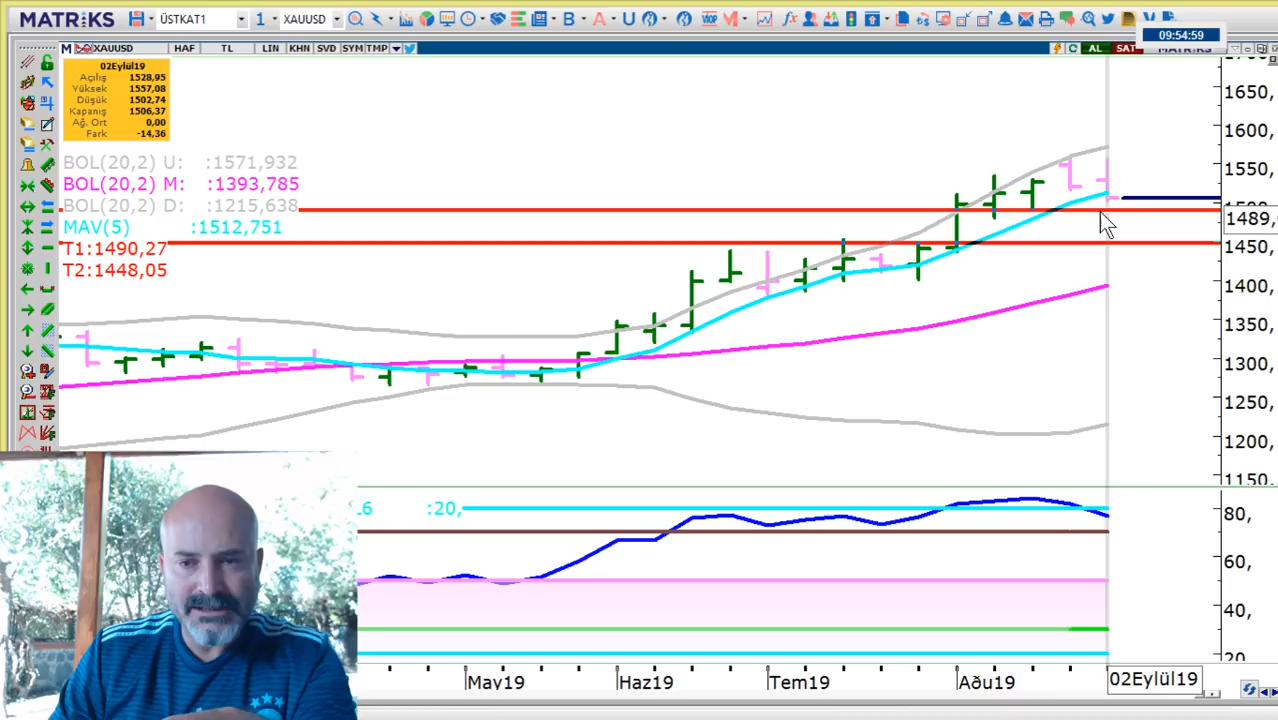 MATRİKS ÜSTKAT1 1 XAUUSD
09:54:59
M XAUUSD HAF TL LIN KHN SVD SYM TMP AL SAT MATRİKS
02Eylül19
Açılış 1528,95
Yüksek 1557,08
Düşük 1502,74
Kapanış 1506,37
Ağ. Ort 0,00
Fark -14,36
BOL(20,2) U: :1571,932
BOL(20,2) M: :1393,785
BOL(20,2) D: :1215,638
MAV(5) :1512,751
T1:1490,27
T2:1448,05
1650,
1600,
1550,
1489,
1450,
1400,
1350,
1300,
1250,
1200,
1150,
:20,
80,
60,
40,
20
May19 Haz19 Tem19 Aðu19 02Eylül19